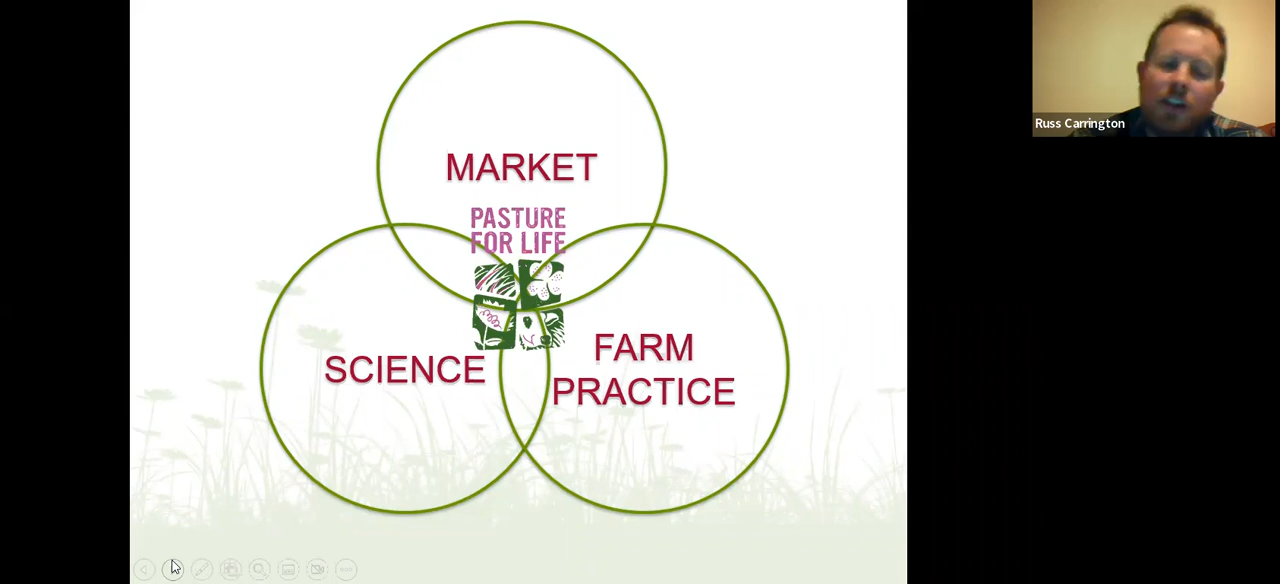 MARKET
PASTURE
FOR LIFE
SCIENCE
FARM
PRACTICE
Russ Carrington